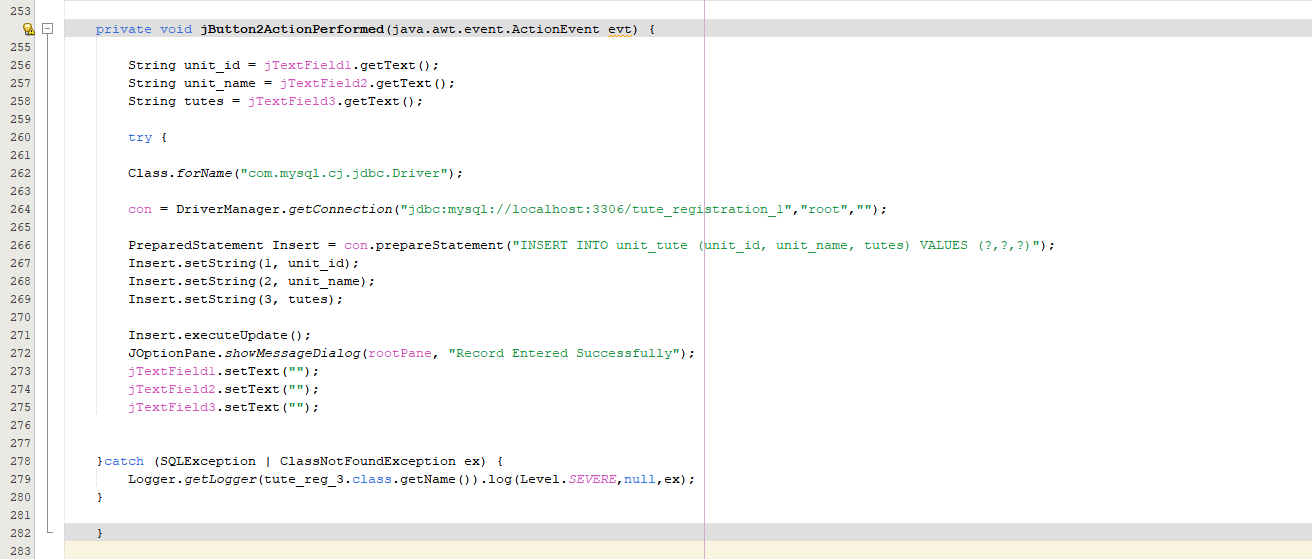 253
private void jButton2ActionPerformed(java.awt.event.ActionEvent evt) {
255
256 String unit_id = jTextField1.getText();
257 String unit_name = jTextField2.getText();
258 String tutes = jTextField3.getText();
259
260 try {
261
262 Class.forName("com.mysql.cj.jdbc.Driver");
263
264 con = DriverManager.getConnection("jdbc:mysql://localhost:3306/tute_registration_1","root","");
265
266 PreparedStatement Insert = con.prepareStatement("INSERT INTO unit_tute (unit_id, unit_name, tutes) VALUES (?,?,?)");
267 Insert.setString(1, unit_id);
268 Insert.setString(2, unit_name);
269 Insert.setString(3, tutes);
270
271 Insert.executeUpdate();
272 JOptionPane.showMessageDialog(rootPane, "Record Entered Successfully");
273 jTextField1.setText("");
274 jTextField2.setText("");
275 jTextField3.setText("");
276
277
278 }catch (SQLException | ClassNotFoundException ex) {
279 Logger.getLogger(tute_reg_3.class.getName()).log(Level.SEVERE,null,ex);
280 }
281
282 }
283